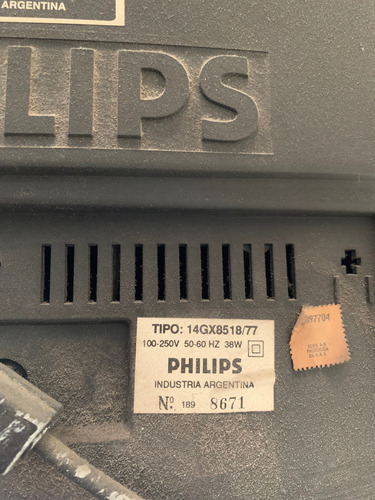 ARGENTINA
LIPS
TIPO: 14GX8518/77
100-250V 50-60 HZ 38W
PHILIPS
INDUSTRIA ARGENTINA
Nº 189 8671